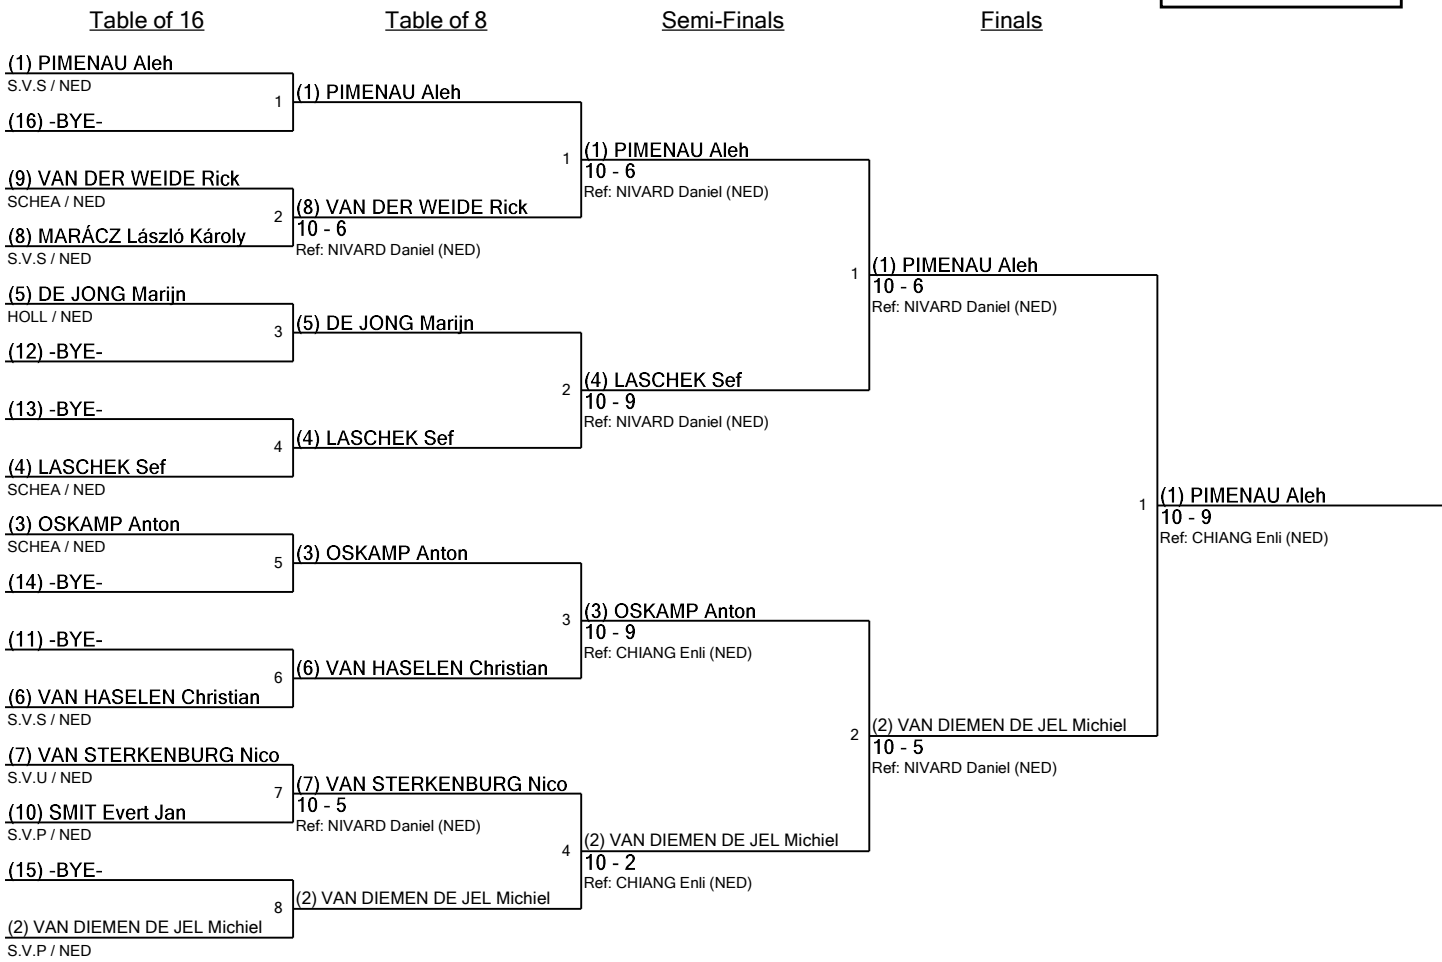 Table of 16
Table of 8
Semi-Finals
Finals
(1) PIMENAU Aleh
S.V.S / NED
1
(16) -BYE-
(9) VAN DER WEIDE Rick
SCHEA / NED
2
(8) MARÁCZ László Károly
S.V.S / NED
(5) DE JONG Marijn
HOLL / NED
3
(12) -BYE-
(13) -BYE-
4
(4) LASCHEK Sef
SCHEA / NED
(3) OSKAMP Anton
SCHEA / NED
5
(14) -BYE-
(11) -BYE-
6
(6) VAN HASELEN Christian
S.V.S / NED
(7) VAN STERKENBURG Nico
S.V.U / NED
7
(10) SMIT Evert Jan
S.V.P / NED
(15) -BYE-
8
(2) VAN DIEMEN DE JEL Michiel
S.V.P / NED
(1) PIMENAU Aleh
1
(8) VAN DER WEIDE Rick
10 - 6
Ref: NIVARD Daniel (NED)
(5) DE JONG Marijn
2
(4) LASCHEK Sef
(3) OSKAMP Anton
3
(6) VAN HASELEN Christian
(7) VAN STERKENBURG Nico
10 - 5
Ref: NIVARD Daniel (NED)
4
(2) VAN DIEMEN DE JEL Michiel
(1) PIMENAU Aleh
10 - 6
Ref: NIVARD Daniel (NED)
1
(4) LASCHEK Sef
10 - 9
Ref: NIVARD Daniel (NED)
(3) OSKAMP Anton
10 - 9
Ref: CHIANG Enli (NED)
2
(2) VAN DIEMEN DE JEL Michiel
10 - 2
Ref: CHIANG Enli (NED)
(1) PIMENAU Aleh
10 - 6
Ref: NIVARD Daniel (NED)
1
(2) VAN DIEMEN DE JEL Michiel
10 - 5
Ref: NIVARD Daniel (NED)
(1) PIMENAU Aleh
10 - 9
Ref: CHIANG Enli (NED)